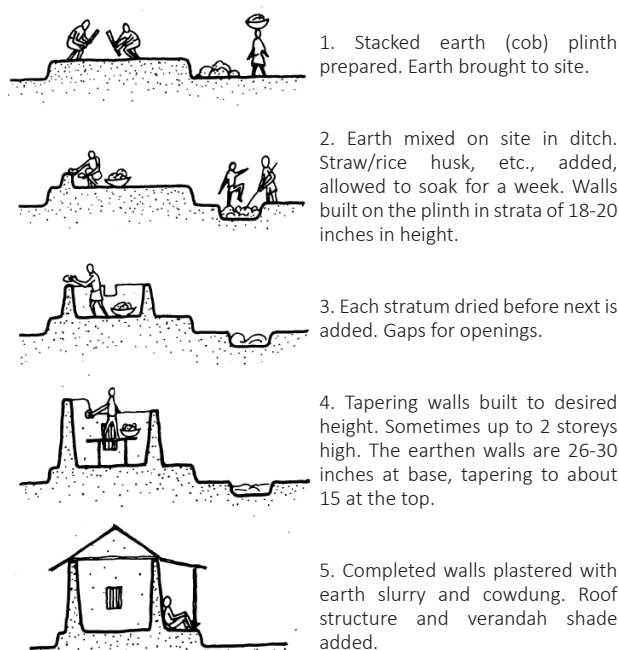 1. Stacked earth (cob) plinth
prepared. Earth brought to site.
2. Earth mixed on site in ditch.
Straw/rice husk, etc., added,
allowed to soak for a week. Walls
built on the plinth in strata of 18-20
inches in height.
3. Each stratum dried before next is
added. Gaps for openings.
4. Tapering walls built to desired
height. Sometimes up to 2 storeys
high. The earthen walls are 26-30
inches at base, tapering to about
15 at the top.
5. Completed walls plastered with
earth slurry and cowdung. Roof
structure and verandah shade
added.